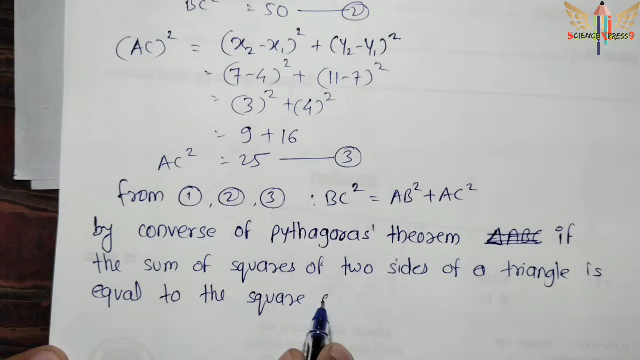 BC² = 50 —— ②
SCIENCEXPRESS9
(AC)² = (x₂-x₁)² + (y₂-y₁)²
= (7-4)² + (11-7)²
= (3)² + (4)²
= 9 + 16
AC² = 25 —— ③
from ①, ②, ③ : BC² = AB² + AC²
by converse of pythagoras' theorem ΔABC if
the sum of squares of two sides of a triangle is
equal to the square